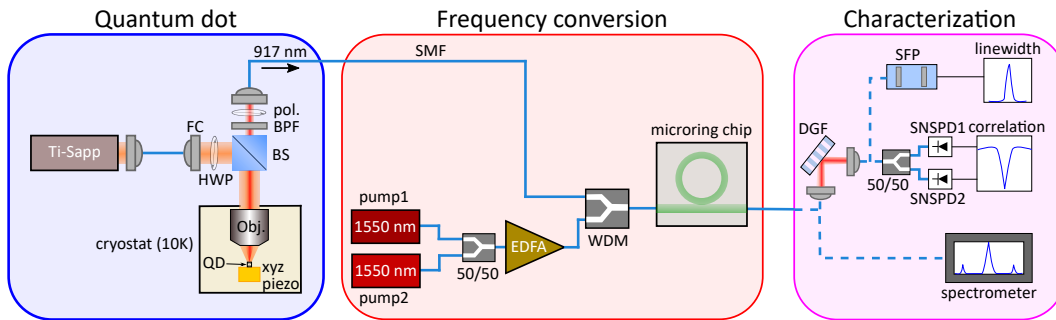 Quantum dot
917 nm
pol.
BPF
FC
Ti-Sapp
BS
HWP
Obj.
cryostat (10K)
QD
xyz
piezo
Frequency conversion
SMF
microring chip
pump1
1550 nm
EDFA
WDM
1550 nm
50/50
pump2
Characterization
SFP
linewidth
DGF
SNSPD1
correlation
50/50
SNSPD2
spectrometer